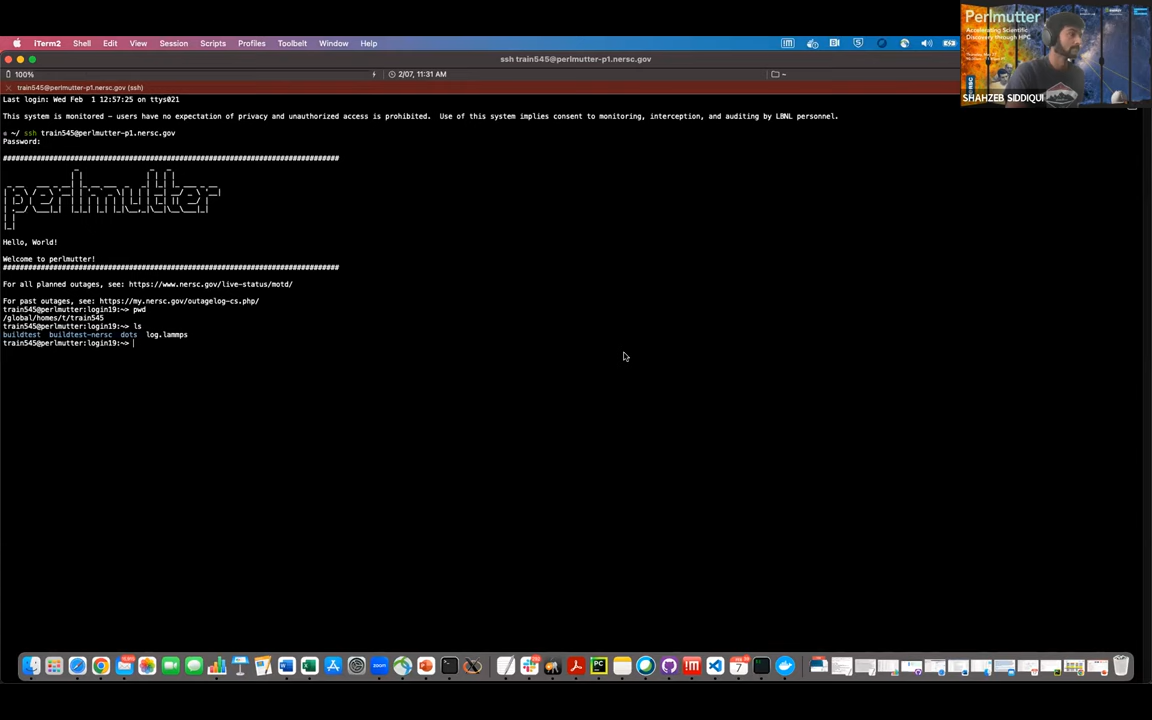 iTerm2 Shell Edit View Session Scripts Profiles Toolbelt Window Help
ssh train545@perlmutter-p1.nersc.gov
100% 2/07, 11:31 AM ~
train545@perlmutter-p1.nersc.gov (ssh)
Last login: Wed Feb 1 12:57:25 on ttys021
This system is monitored - users have no expectation of privacy and unauthorized access is prohibited. Use of this system implies consent to monitoring, interception, and auditing by LBNL personnel.
~/ ssh train545@perlmutter-p1.nersc.gov
Password:
################################################################################
perlmutter
Hello, World!
Welcome to perlmutter!
################################################################################
For all planned outages, see: https://www.nersc.gov/live-status/motd/
For past outages, see: https://my.nersc.gov/outagelog-cs.php/
train545@perlmutter:login19:~> pwd
/global/homes/t/train545
train545@perlmutter:login19:~> ls
buildtest buildtest-nersc dots log.lammps
train545@perlmutter:login19:~>
Perlmutter
Accelerating Scientific
Discovery through HPC
SHAHZEB SIDDIQUI